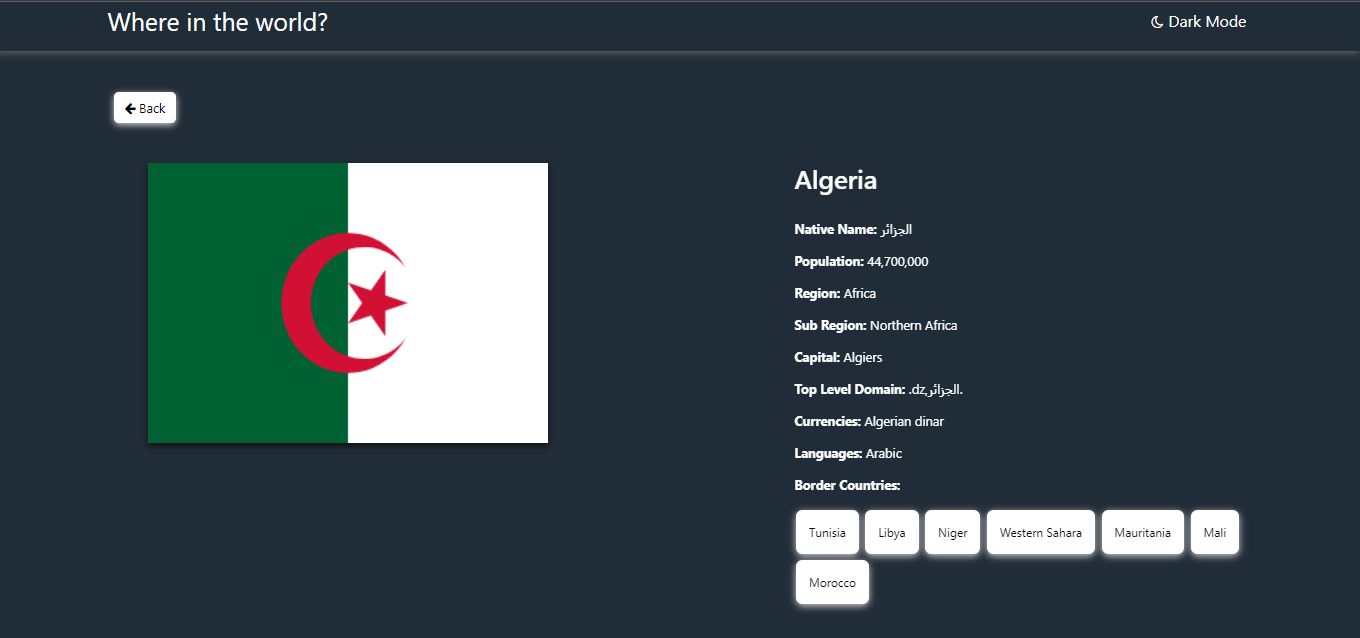 Where in the world?
Dark Mode
Back
Algeria
Native Name: الجزائر
Population: 44,700,000
Region: Africa
Sub Region: Northern Africa
Capital: Algiers
Top Level Domain: .dz,الجزائر.
Currencies: Algerian dinar
Languages: Arabic
Border Countries:
Tunisia Libya Niger Western Sahara Mauritania Mali
Morocco